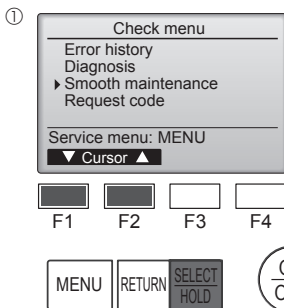 ①
Check menu
Error history
Diagnosis
▶ Smooth maintenance
Request code
Service menu: MENU
▼ Cursor ▲
F1 F2 F3 F4
MENU RETURN SELECT
HOLD